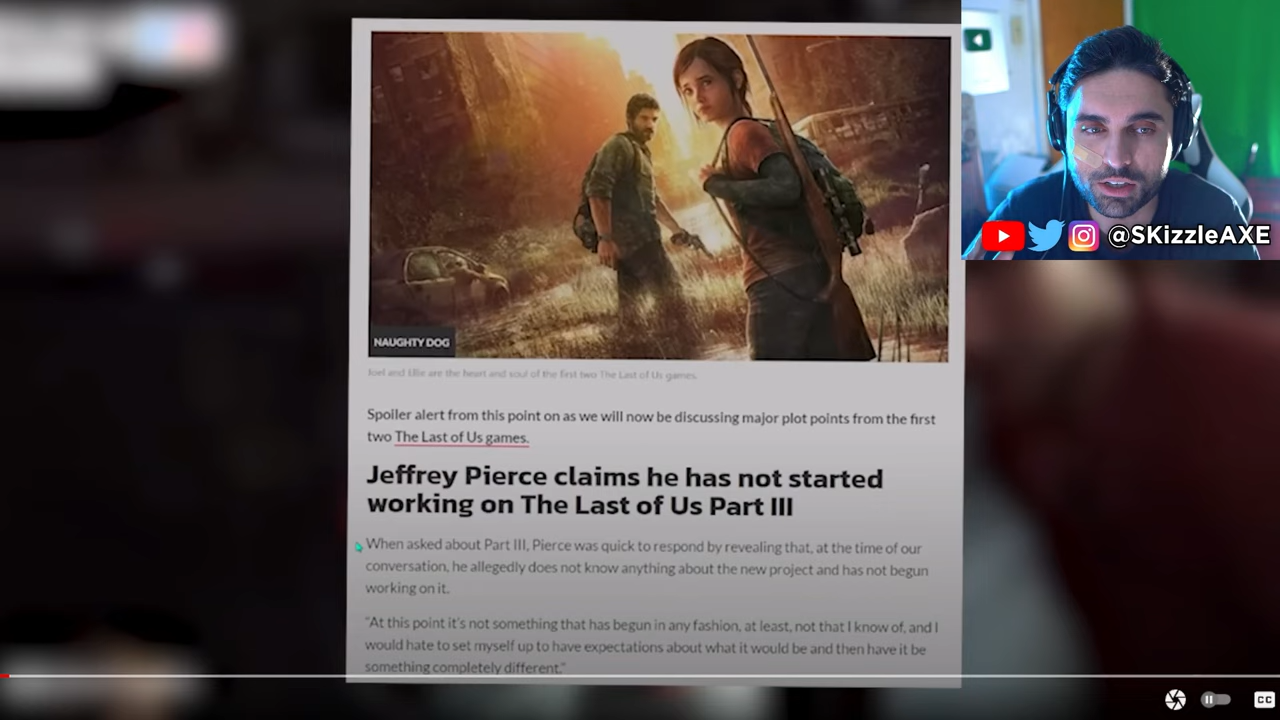 @SKizzleAXE
NAUGHTY DOG
Joel and Ellie are the heart and soul of the first two The Last of Us games.
Spoiler alert from this point on as we will now be discussing major plot points from the first
two The Last of Us games.
Jeffrey Pierce claims he has not started
working on The Last of Us Part III
When asked about Part III, Pierce was quick to respond by revealing that, at the time of our
conversation, he allegedly does not know anything about the new project and has not begun
working on it.
"At this point it's not something that has begun in any fashion, at least, not that I know of, and I
would hate to set myself up to have expectations about what it would be and then have it be
something completely different."
CC